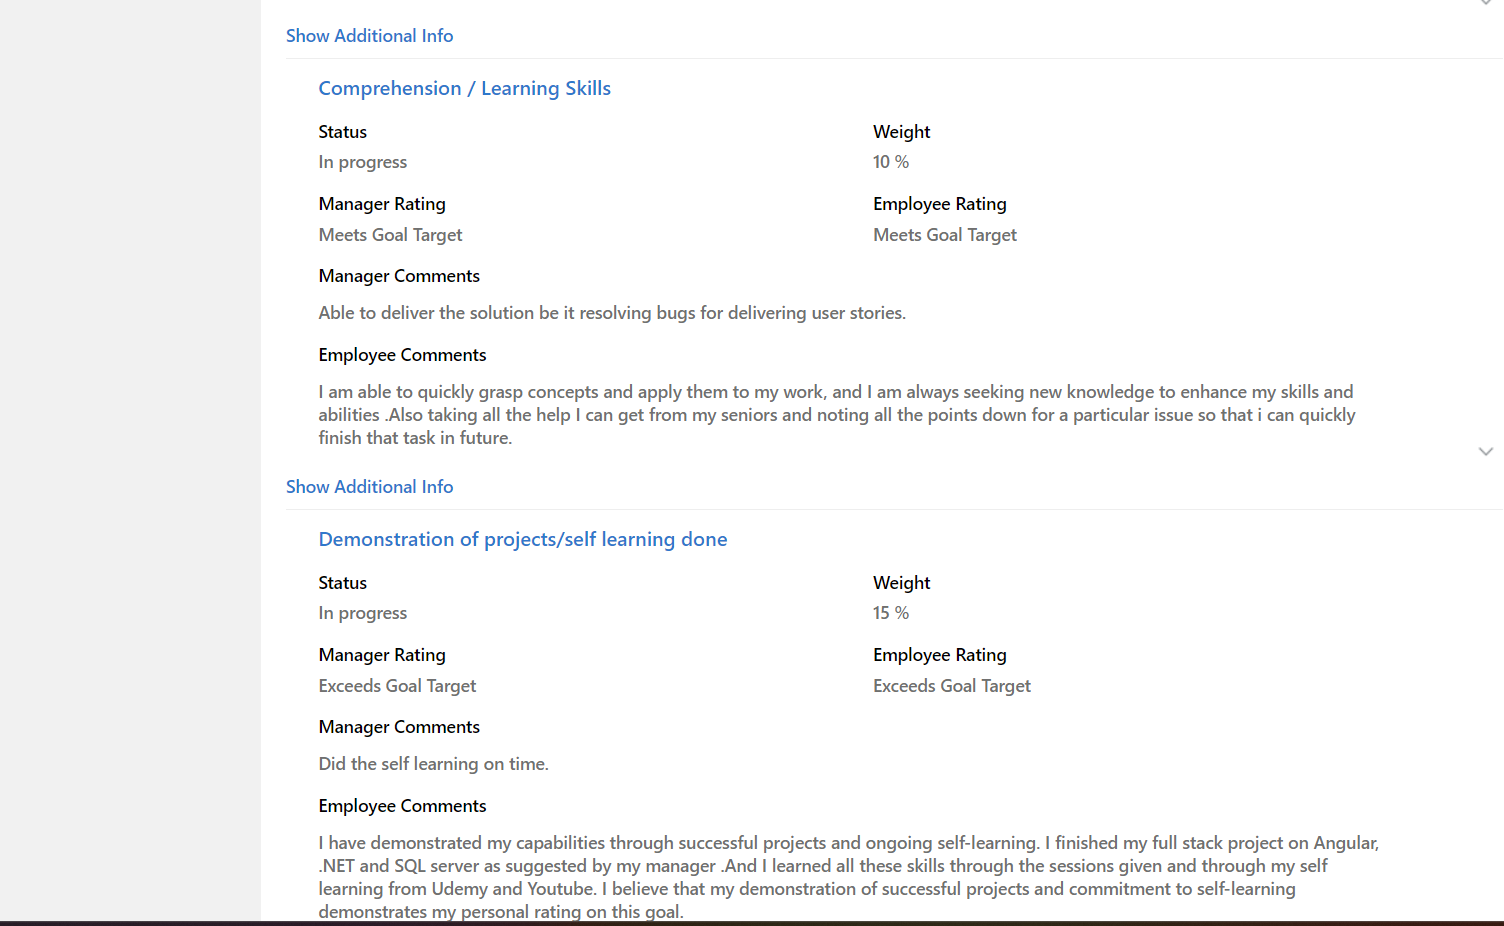 Show Additional Info
Comprehension / Learning Skills
Status
Weight
In progress
10 %
Manager Rating
Employee Rating
Meets Goal Target
Meets Goal Target
Manager Comments
Able to deliver the solution be it resolving bugs for delivering user stories.
Employee Comments
I am able to quickly grasp concepts and apply them to my work, and I am always seeking new knowledge to enhance my skills and
abilities .Also taking all the help I can get from my seniors and noting all the points down for a particular issue so that i can quickly
finish that task in future.
Show Additional Info
Demonstration of projects/self learning done
Status
Weight
In progress
15 %
Manager Rating
Employee Rating
Exceeds Goal Target
Exceeds Goal Target
Manager Comments
Did the self learning on time.
Employee Comments
I have demonstrated my capabilities through successful projects and ongoing self-learning. I finished my full stack project on Angular,
.NET and SQL server as suggested by my manager .And I learned all these skills through the sessions given and through my self
learning from Udemy and Youtube. I believe that my demonstration of successful projects and commitment to self-learning
demonstrates my personal rating on this goal.